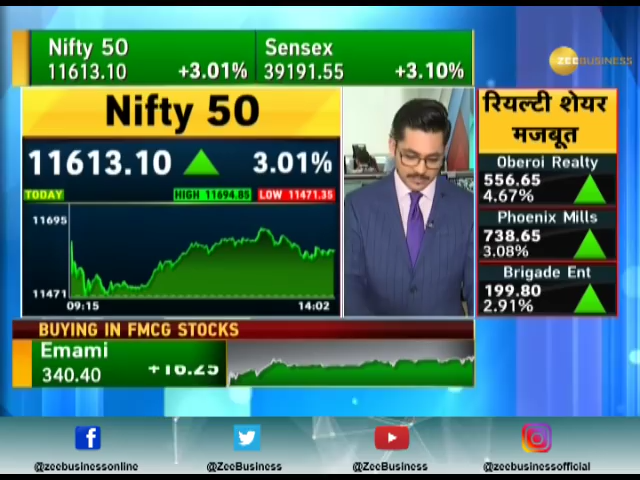 Nifty 50
11613.10 +3.01%
Sensex
39191.55 +3.10%
ZEE BUSINESS
Nifty 50
11613.10 3.01%
TODAY HIGH 11694.85 LOW 11471.35
11695
11471
09:15 14:02
रियल्टी शेयर
मजबूत
Oberoi Realty
556.65
4.67%
Phoenix Mills
738.65
3.08%
Brigade Ent
199.80
2.91%
BUYING IN FMCG STOCKS
Emami
340.40 +16.25
@zeebusinessonline @ZeeBusiness @ZeeBusiness @zeebusinessofficial